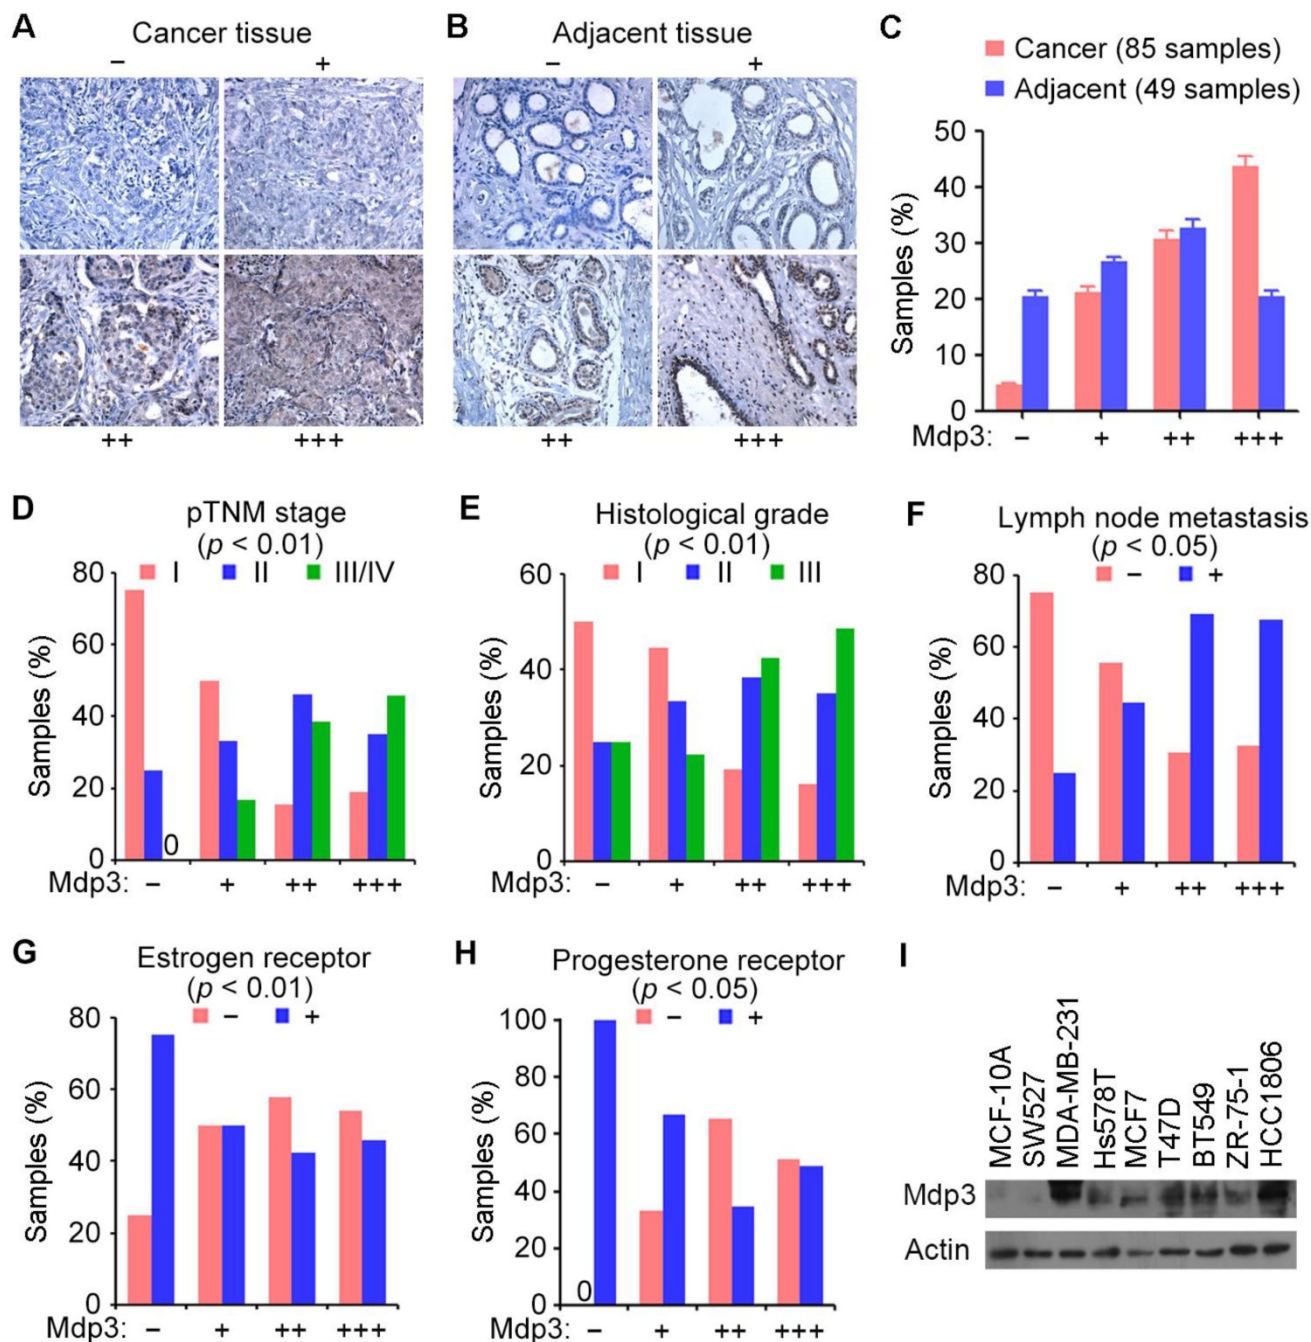 A
Cancer tissue
– +
++ +++
B
Adjacent tissue
– +
++ +++
C
Cancer (85 samples)
Adjacent (49 samples)
Samples (%)
50
40
30
20
10
0
Mdp3: – + ++ +++
D
pTNM stage
(p < 0.01)
I II III/IV
Samples (%)
80
60
40
20
0
0
Mdp3: – + ++ +++
E
Histological grade
(p < 0.01)
I II III
Samples (%)
60
40
20
0
Mdp3: – + ++ +++
F
Lymph node metastasis
(p < 0.05)
– +
Samples (%)
80
60
40
20
0
Mdp3: – + ++ +++
G
Estrogen receptor
(p < 0.01)
– +
Samples (%)
80
60
40
20
0
Mdp3: – + ++ +++
H
Progesterone receptor
(p < 0.05)
– +
Samples (%)
100
80
60
40
20
0
0
Mdp3: – + ++ +++
I
MCF-10A
SW527
MDA-MB-231
Hs578T
MCF7
T47D
BT549
ZR-75-1
HCC1806
Mdp3
Actin